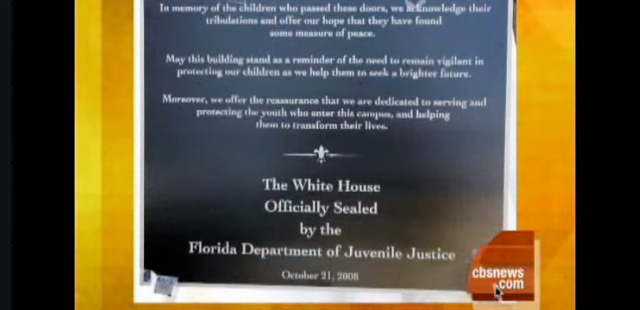 In memory of the children who passed these doors, we acknowledge their
tribulations and offer our hope that they have found
some measure of peace.
May this building stand as a reminder of the need to remain vigilant in
protecting our children as we help them to seek a brighter future.
Moreover, we offer the reassurance that we are dedicated to serving and
protecting the youth who enter this campus, and helping
them to transform their lives.
The White House
Officially Sealed
by the
Florida Department of Juvenile Justice
October 21, 2008
cbsnews
.com